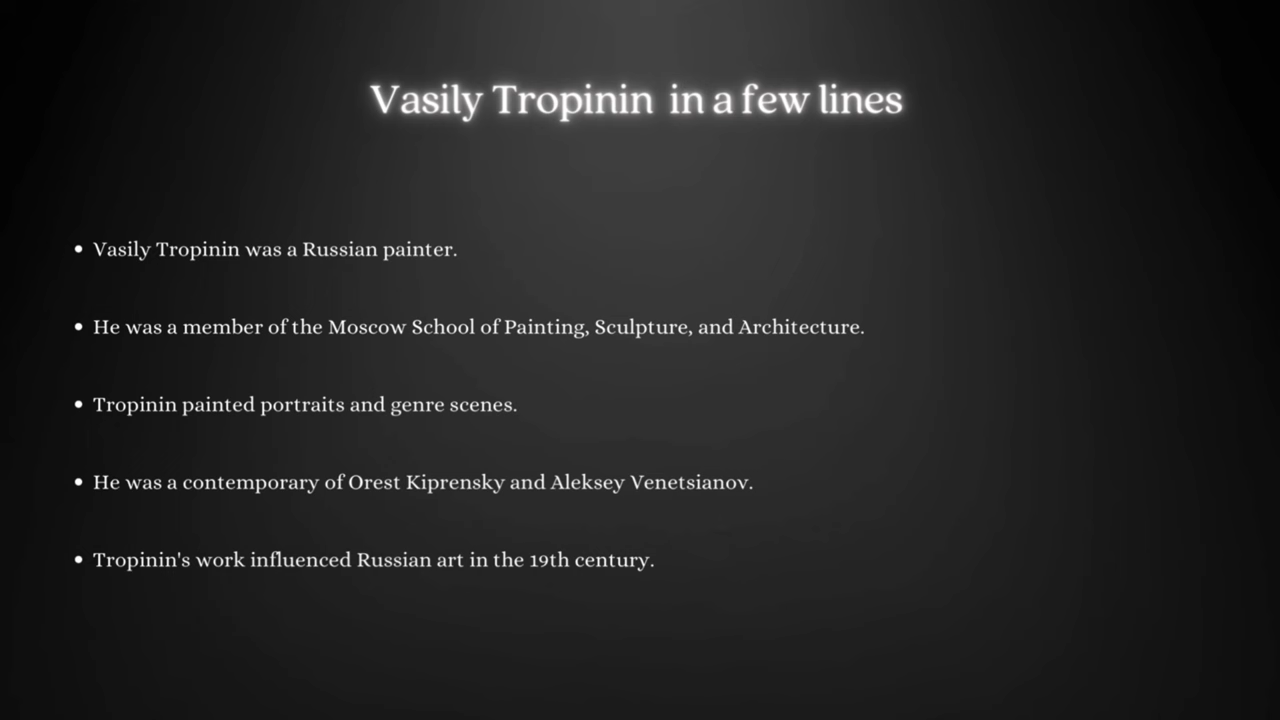 Vasily Tropinin in a few lines
• Vasily Tropinin was a Russian painter.
• He was a member of the Moscow School of Painting, Sculpture, and Architecture.
• Tropinin painted portraits and genre scenes.
• He was a contemporary of Orest Kiprensky and Aleksey Venetsianov.
• Tropinin's work influenced Russian art in the 19th century.